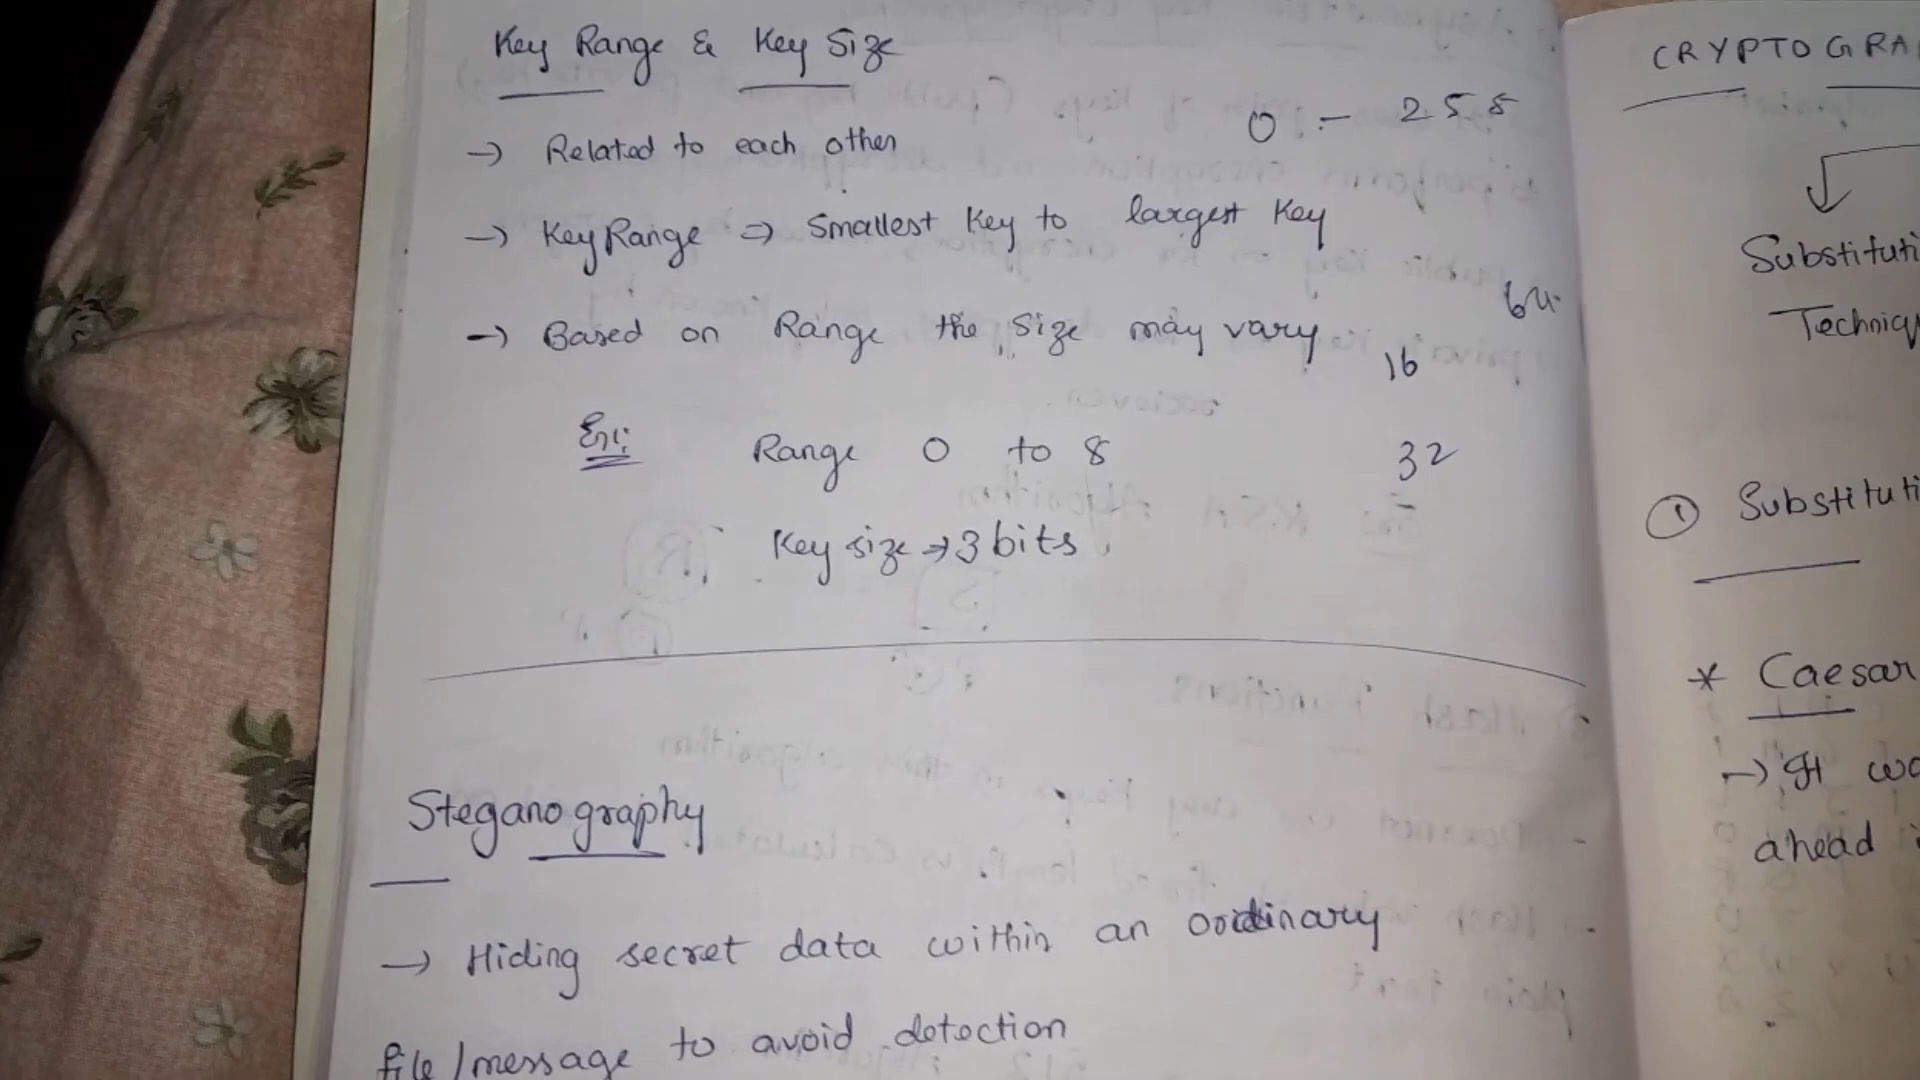 Key Range & Key Size
0 - 255
→ Related to each other
→ Key Range ⇒ Smallest Key to largest Key
64
→ Based on Range the Size may vary
16
Ex:
Range 0 to 8
32
Key size → 3 bits
Steganography
→ Hiding secret data within an ordinary
file/message to avoid detection
CRYPTOGRA
Substituti
Techniq
① Substituti
* Caesar
→ It wo
ahead i